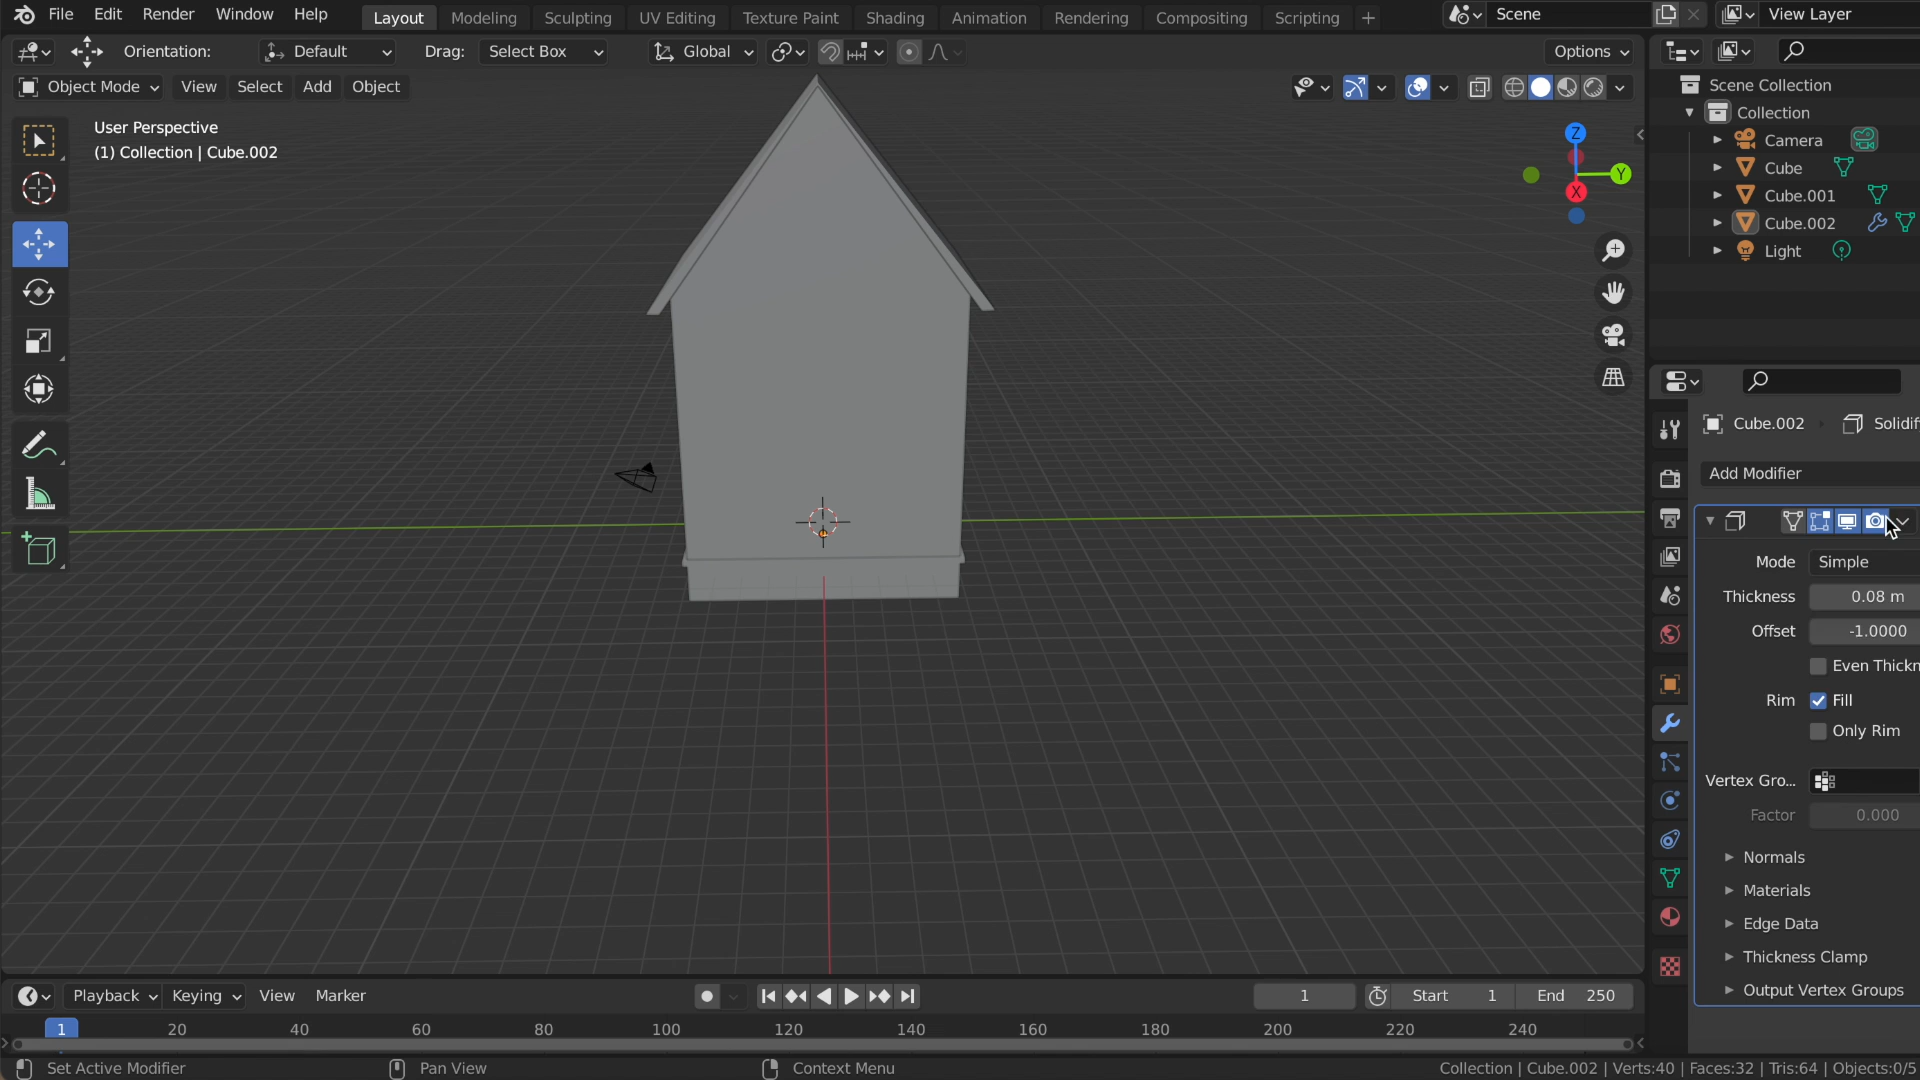 File Edit Render Window Help Layout Modeling Sculpting UV Editing Texture Paint Shading Animation Rendering Compositing Scripting + Scene View Layer
Orientation: Default Drag: Select Box Global Options
Object Mode View Select Add Object
User Perspective
(1) Collection | Cube.002
Z
Y
X
Scene Collection
Collection
Camera
Cube
Cube.001
Cube.002
Light
Cube.002 Solidif
Add Modifier
Mode Simple
Thickness 0.08 m
Offset -1.0000
Even Thickn
Rim Fill
Only Rim
Vertex Gro...
Factor 0.000
Normals
Materials
Edge Data
Thickness Clamp
Output Vertex Groups
Playback Keying View Marker 1 Start 1 End 250
1 20 40 60 80 100 120 140 160 180 200 220 240
Set Active Modifier Pan View Context Menu Collection | Cube.002 | Verts:40 | Faces:32 | Tris:64 | Objects:0/5